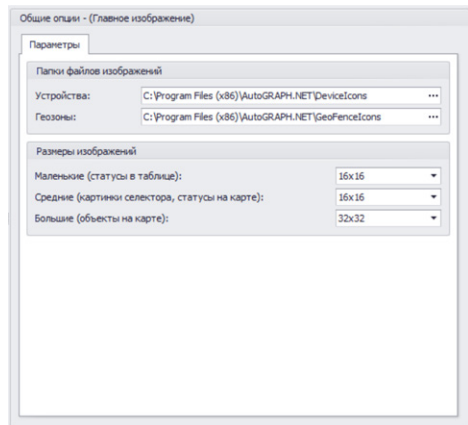 Общие опции - (Главное изображение)
Параметры
Папки файлов изображений
Устройства: C:\Program Files (x86)\AutoGRAPH.NET\DeviceIcons ...
Геозоны: C:\Program Files (x86)\AutoGRAPH.NET\GeoFenceIcons ...
Размеры изображений
Маленькие (статусы в таблице): 16x16
Средние (картинки селектора, статусы на карте): 16x16
Большие (объекты на карте): 32x32